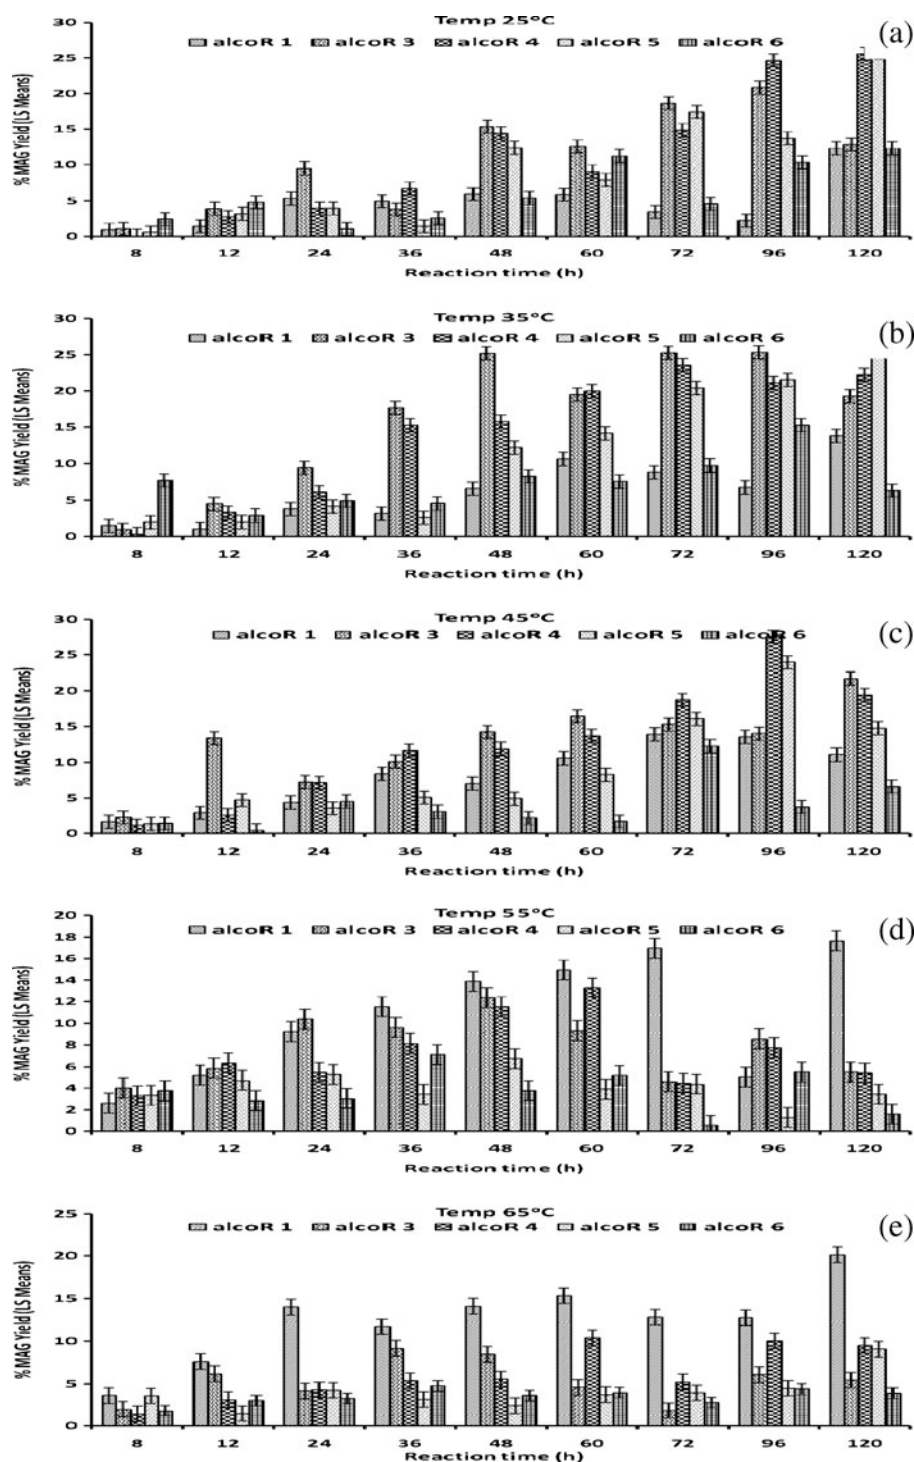 Temp 25°C
(a)
alcoR 1 alcoR 3 alcoR 4 alcoR 5 alcoR 6
% MAG Yield (LS Means)
30
25
20
15
10
5
0
8 12 24 36 48 60 72 96 120
Reaction time (h)
Temp 35°C
(b)
alcoR 1 alcoR 3 alcoR 4 alcoR 5 alcoR 6
% MAG Yield (LS Means)
30
25
20
15
10
5
0
8 12 24 36 48 60 72 96 120
Reaction time (h)
Temp 45°C
(c)
alcoR 1 alcoR 3 alcoR 4 alcoR 5 alcoR 6
% MAG Yield (LS Means)
30
25
20
15
10
5
0
8 12 24 36 48 60 72 96 120
Reaction time (h)
Temp 55°C
(d)
alcoR 1 alcoR 3 alcoR 4 alcoR 5 alcoR 6
% MAG Yield (LS Means)
20
18
16
14
12
10
8
6
4
2
0
8 12 24 36 48 60 72 96 120
Reaction time (h)
Temp 65°C
(e)
alcoR 1 alcoR 3 alcoR 4 alcoR 5 alcoR 6
% MAG Yield (LS Means)
25
20
15
10
5
0
8 12 24 36 48 60 72 96 120
Reaction time (h)